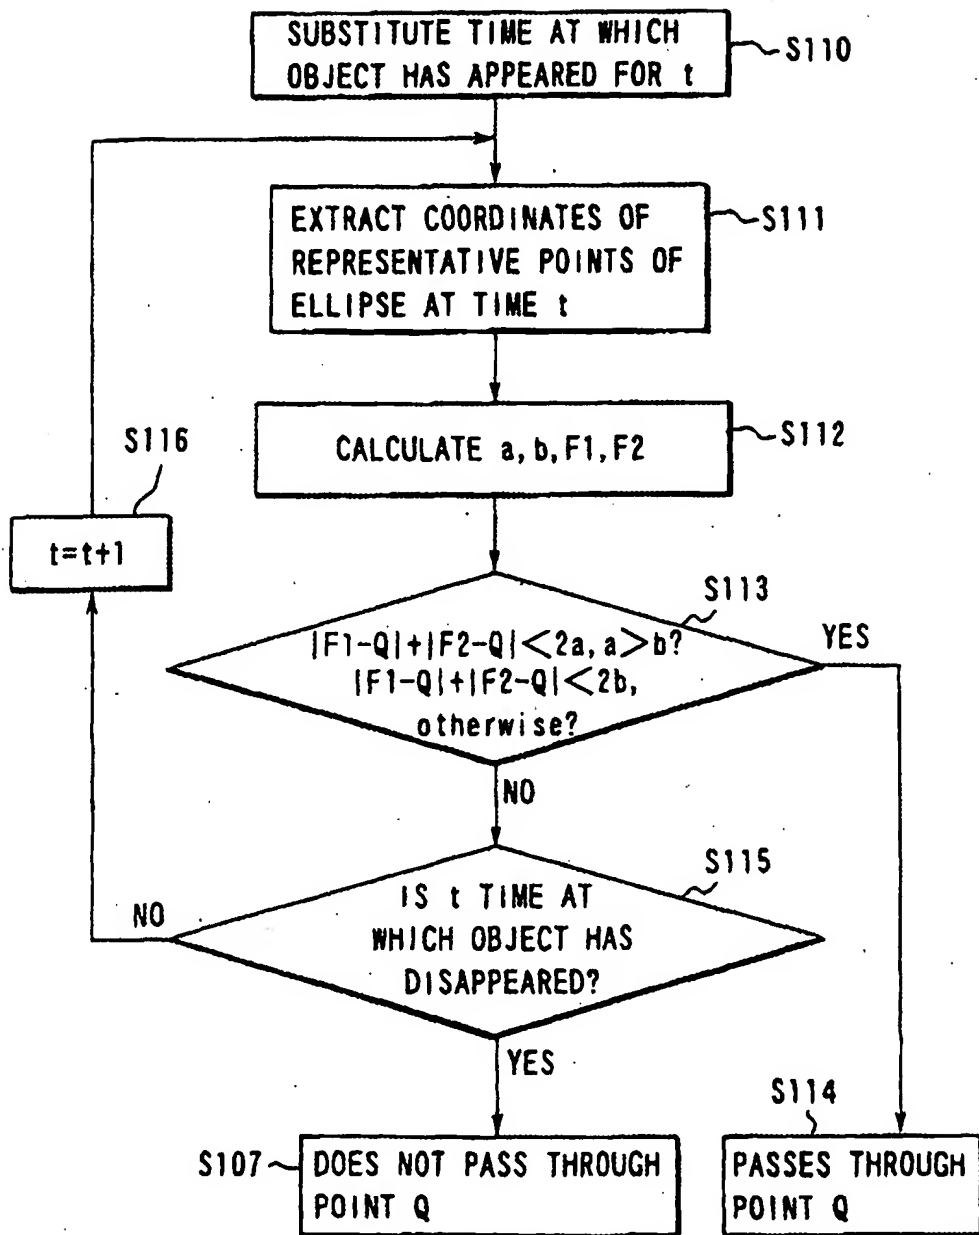 SUBSTITUTE TIME AT WHICH
OBJECT HAS APPEARED FOR t
S110
EXTRACT COORDINATES OF
REPRESENTATIVE POINTS OF
ELLIPSE AT TIME t
S111
CALCULATE a, b, F1, F2
S112
S116
t=t+1
S113
|F1-Q|+|F2-Q|<2a, a>b?
|F1-Q|+|F2-Q|<2b,
otherwise?
YES
NO
S115
IS t TIME AT
WHICH OBJECT HAS
DISAPPEARED?
NO
YES
S114
S107
DOES NOT PASS THROUGH
POINT Q
PASSES THROUGH
POINT Q